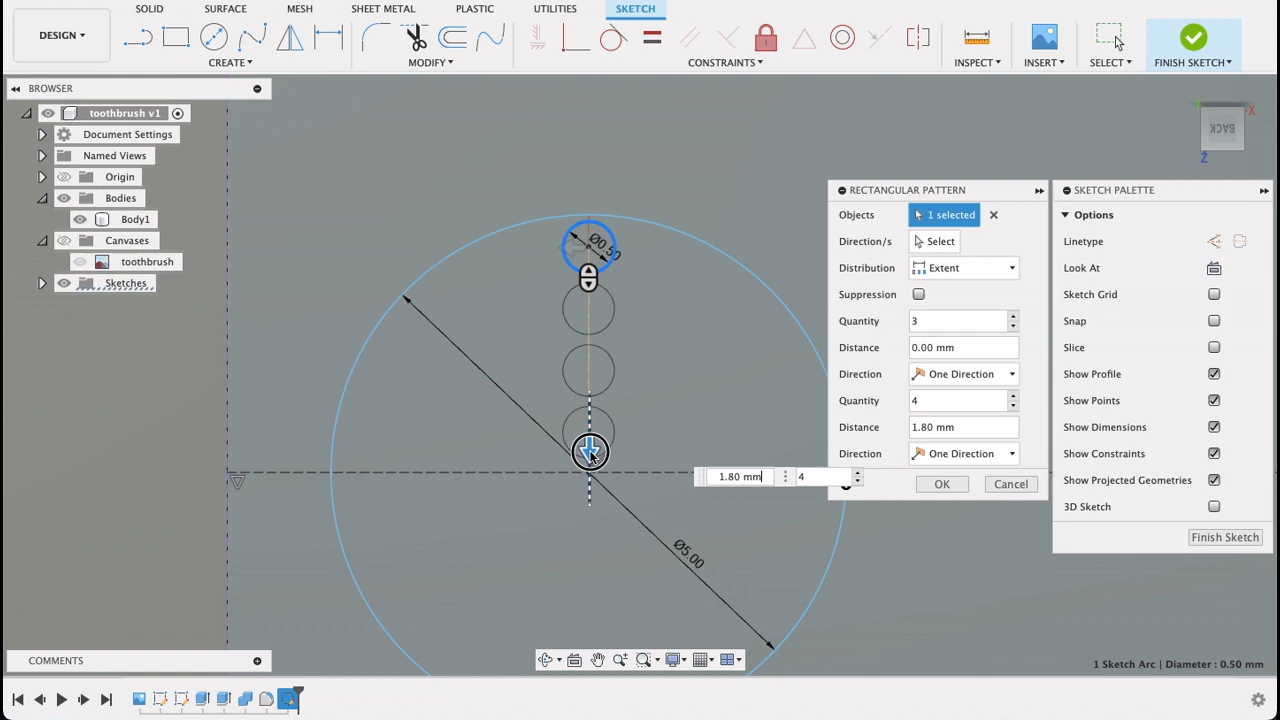 SOLID SURFACE MESH SHEET METAL PLASTIC UTILITIES SKETCH
DESIGN
CREATE MODIFY CONSTRAINTS INSPECT INSERT SELECT FINISH SKETCH
BROWSER
toothbrush v1
Document Settings
Named Views
Origin
Bodies
Body1
Canvases
toothbrush
Sketches
X
BACK
Z
Ø0.50
Ø5.00
RECTANGULAR PATTERN
Objects 1 selected
Direction/s Select
Distribution Extent
Suppression
Quantity 3
Distance 0.00 mm
Direction One Direction
Quantity 4
Distance 1.80 mm
Direction One Direction
OK Cancel
1.80 mm 4
SKETCH PALETTE
Options
Linetype
Look At
Sketch Grid
Snap
Slice
Show Profile
Show Points
Show Dimensions
Show Constraints
Show Projected Geometries
3D Sketch
Finish Sketch
COMMENTS
1 Sketch Arc | Diameter : 0.50 mm